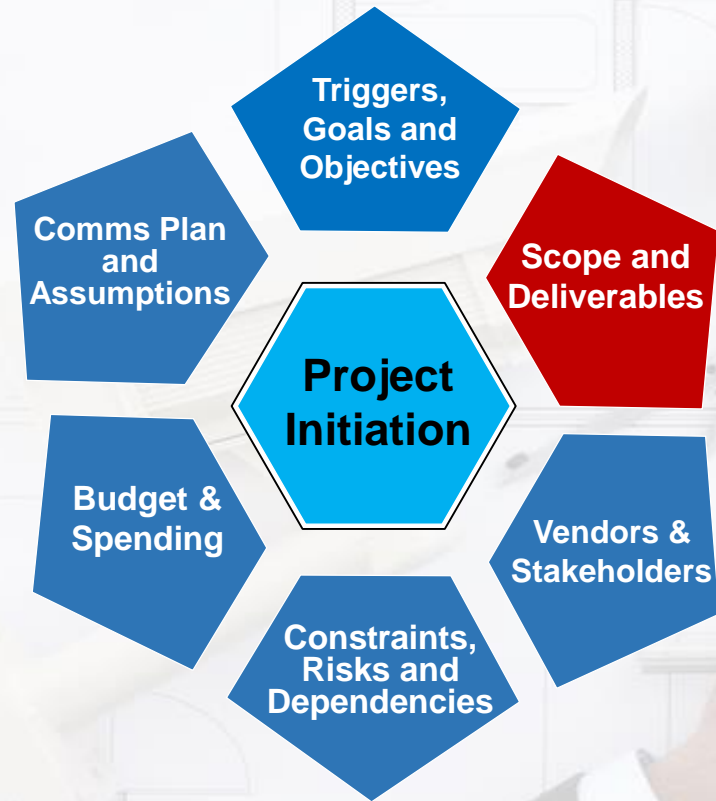 Triggers,
Goals and
Objectives
Scope and
Deliverables
Vendors &
Stakeholders
Constraints,
Risks and
Dependencies
Budget &
Spending
Comms Plan
and
Assumptions
Project
Initiation